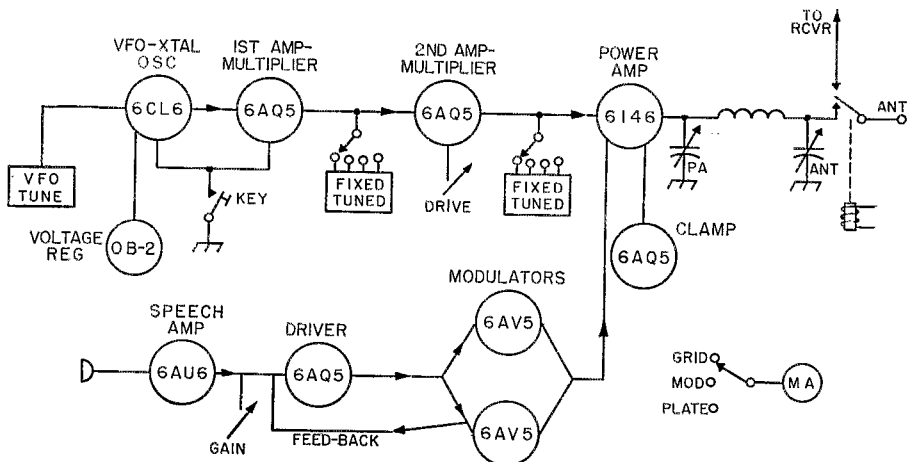 TO
RCVR
VFO-XTAL
OSC
1ST AMP-
MULTIPLIER
2ND AMP-
MULTIPLIER
POWER
AMP
6CL6
6AQ5
6AQ5
6146
ANT
VFO
TUNE
KEY
FIXED
TUNED
DRIVE
FIXED
TUNED
PA
ANT
VOLTAGE
REG
OB-2
CLAMP
6AQ5
MODULATORS
6AV5
SPEECH
AMP
DRIVER
6AU6
6AQ5
6AV5
GAIN
FEED-BACK
GRID
MOD
PLATE
MA